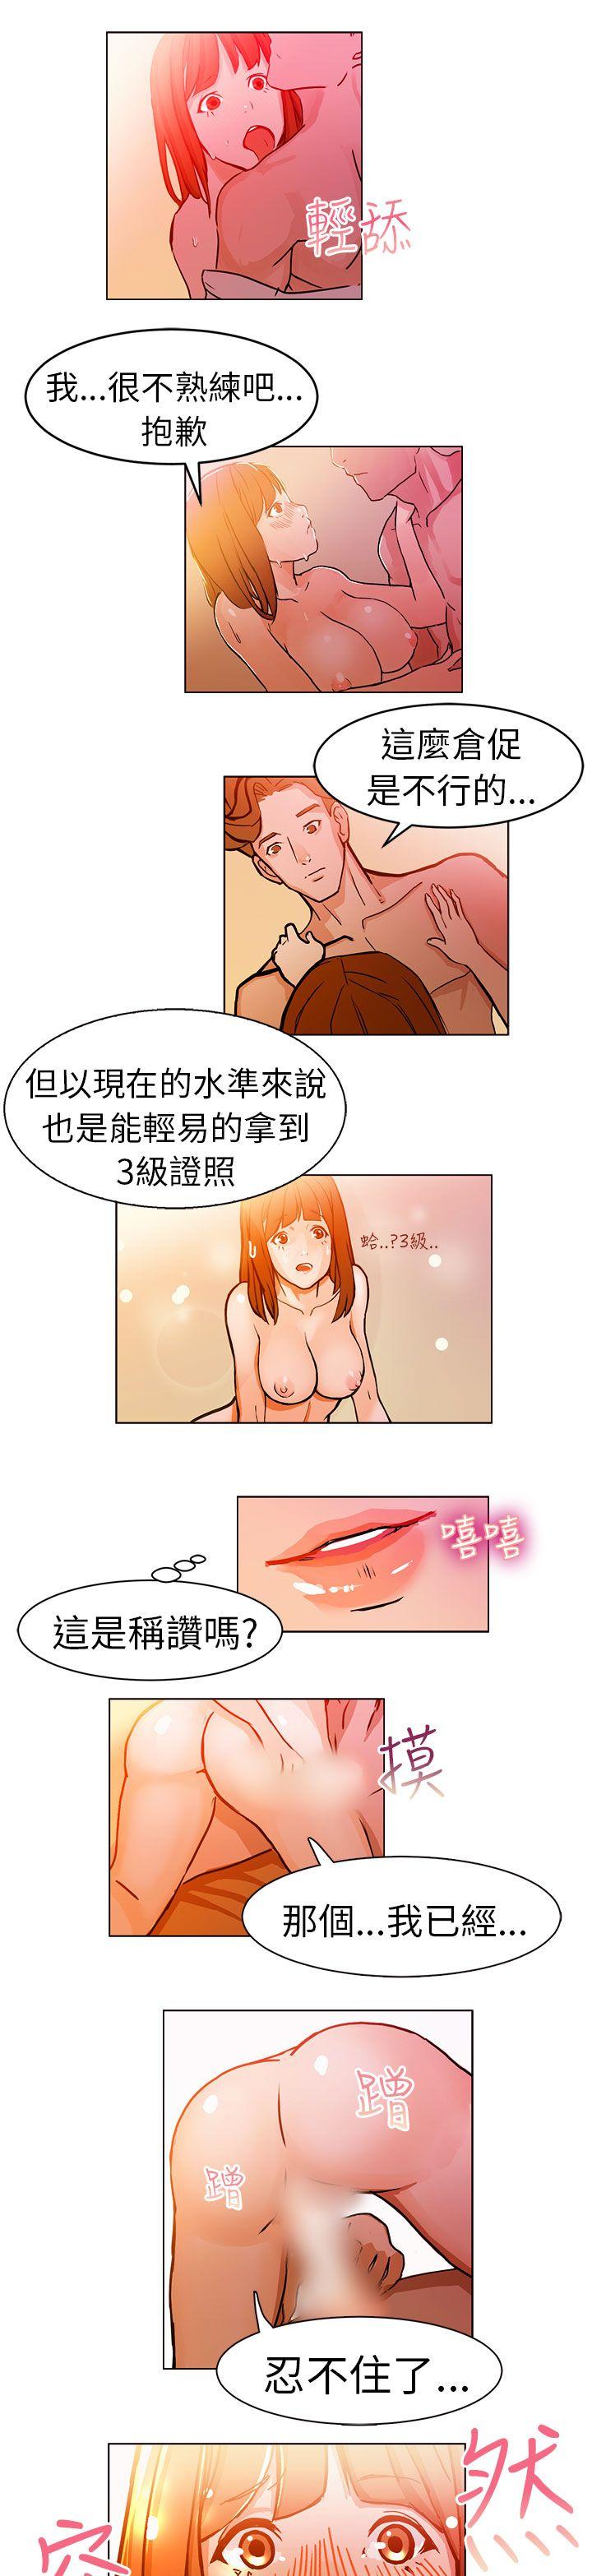 輕舔
我...很不熟練吧...
抱歉
這麼倉促
是不行的...
但以現在的水準來說
也是能輕易的拿到
3級證照
蛤..?3級..
嘻嘻
這是稱讚嗎?
摸
那個...我已經...
蹭
蹭
忍不住了...
然